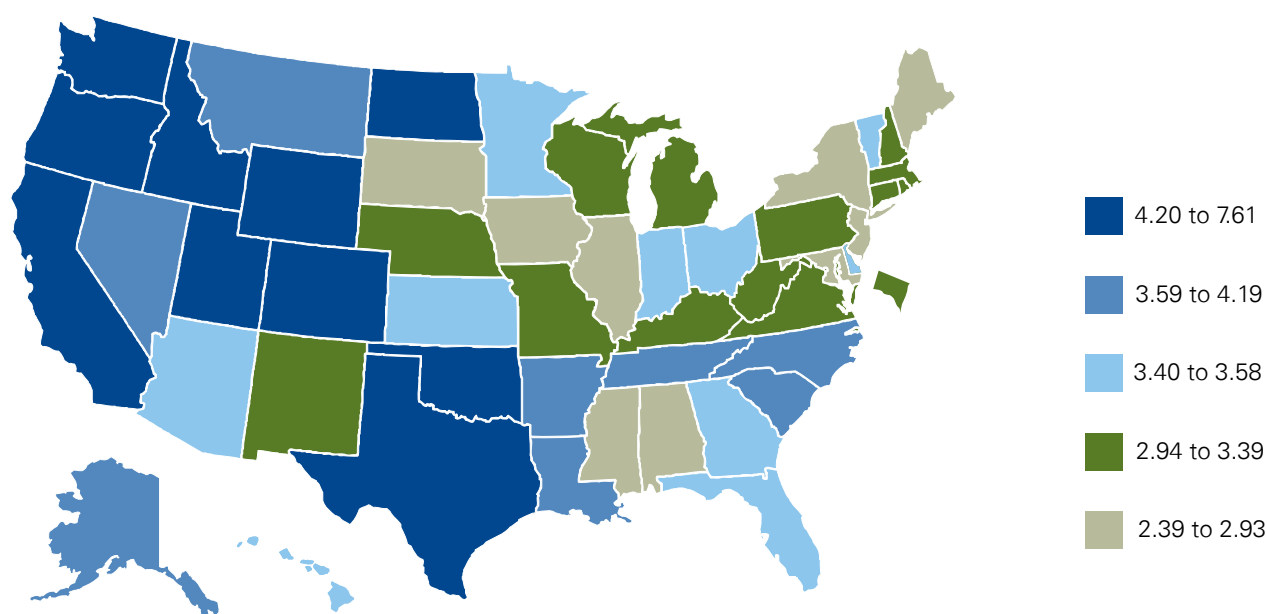 4.20 to 7.61
3.59 to 4.19
3.40 to 3.58
2.94 to 3.39
2.39 to 2.93